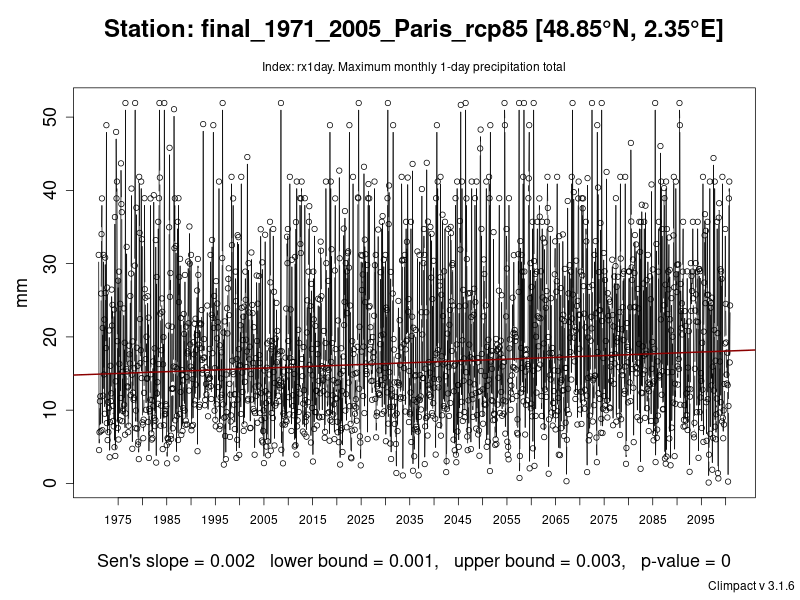 Station: final_1971_2005_Paris_rcp85 [48.85°N, 2.35°E]
Index: rx1day. Maximum monthly 1-day precipitation total
50
40
30
20
10
0
mm
1975 1985 1995 2005 2015 2025 2035 2045 2055 2065 2075 2085 2095
Sen's slope = 0.002 lower bound = 0.001, upper bound = 0.003, p-value = 0
Climpact v 3.1.6